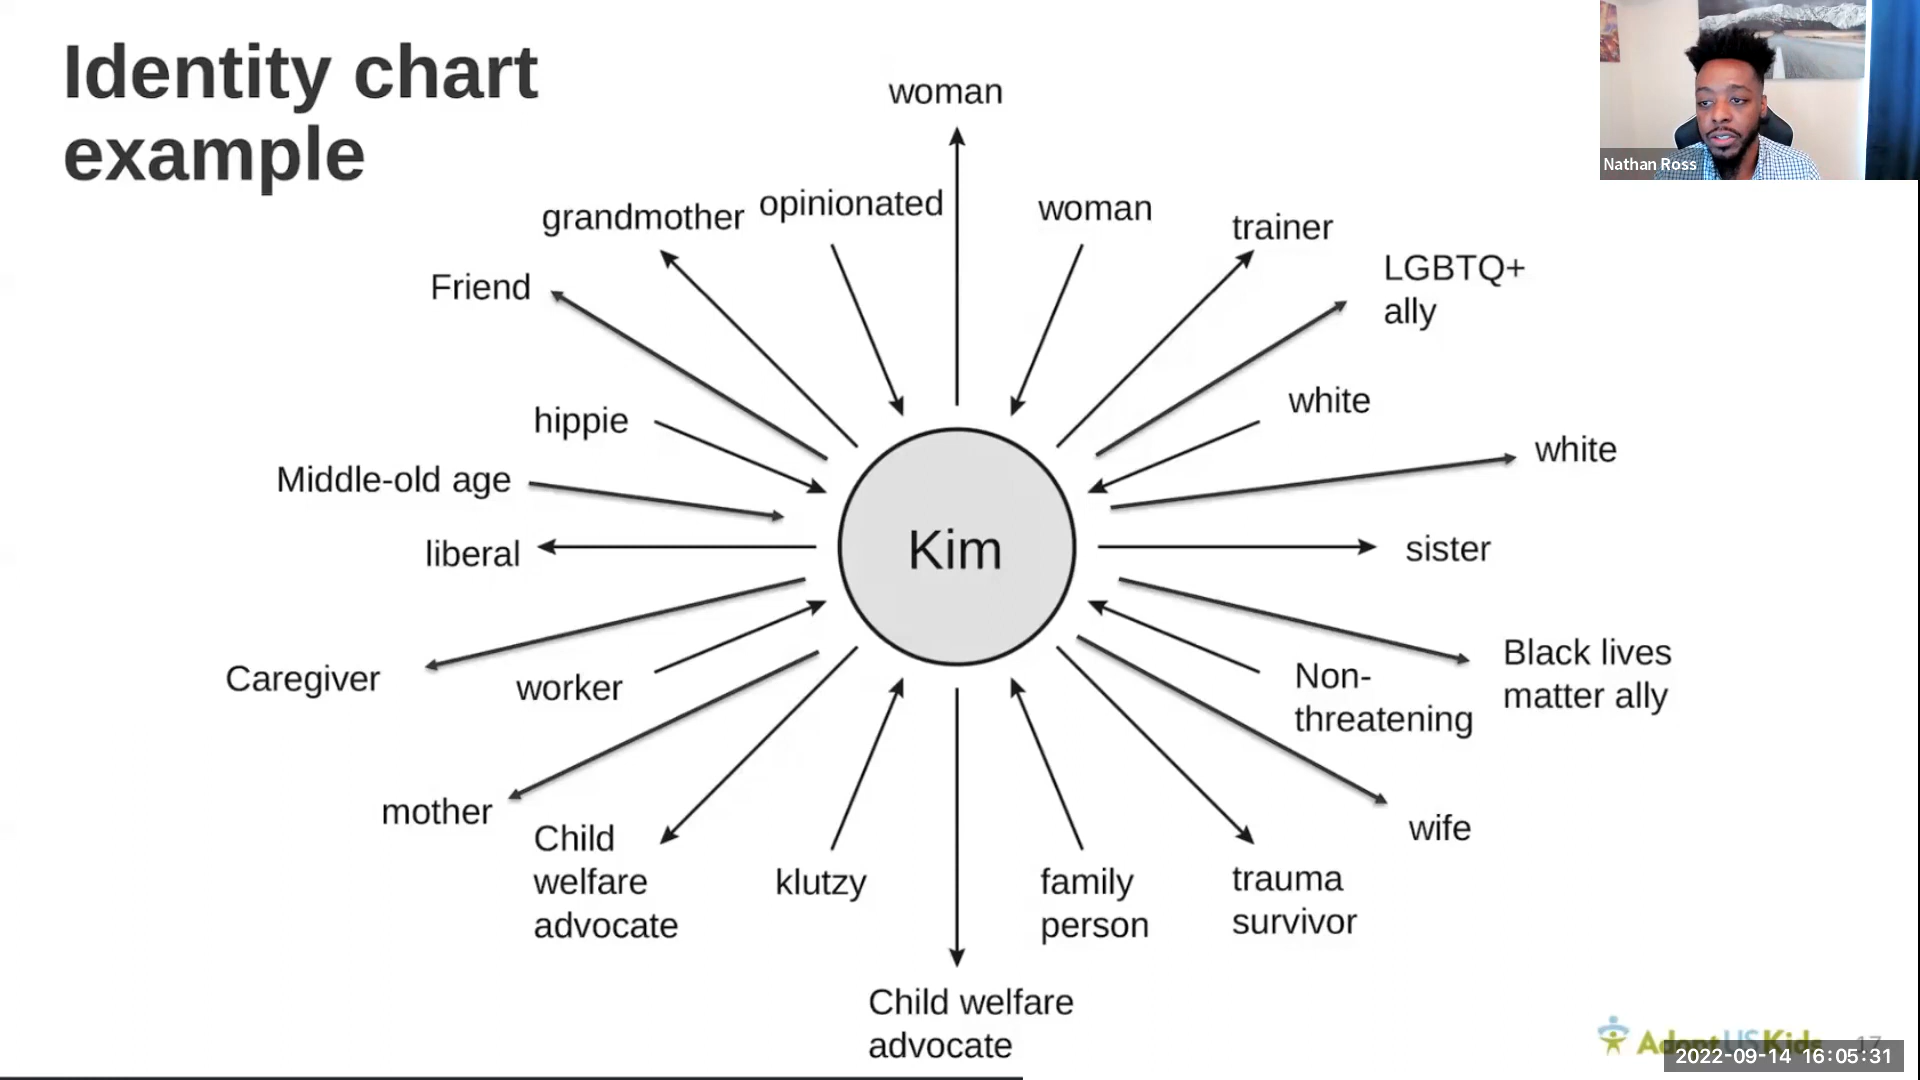 Identity chart
example
woman
Nathan Ross
grandmother
opinionated
woman
trainer
Friend
LGBTQ+
ally
hippie
white
Middle-old age
white
liberal
Kim
sister
Caregiver
worker
Non-
threatening
Black lives
matter ally
mother
Child
welfare
advocate
klutzy
family
person
trauma
survivor
wife
Child welfare
advocate
AdoptUSKids
17
2022-09-14 16:05:31